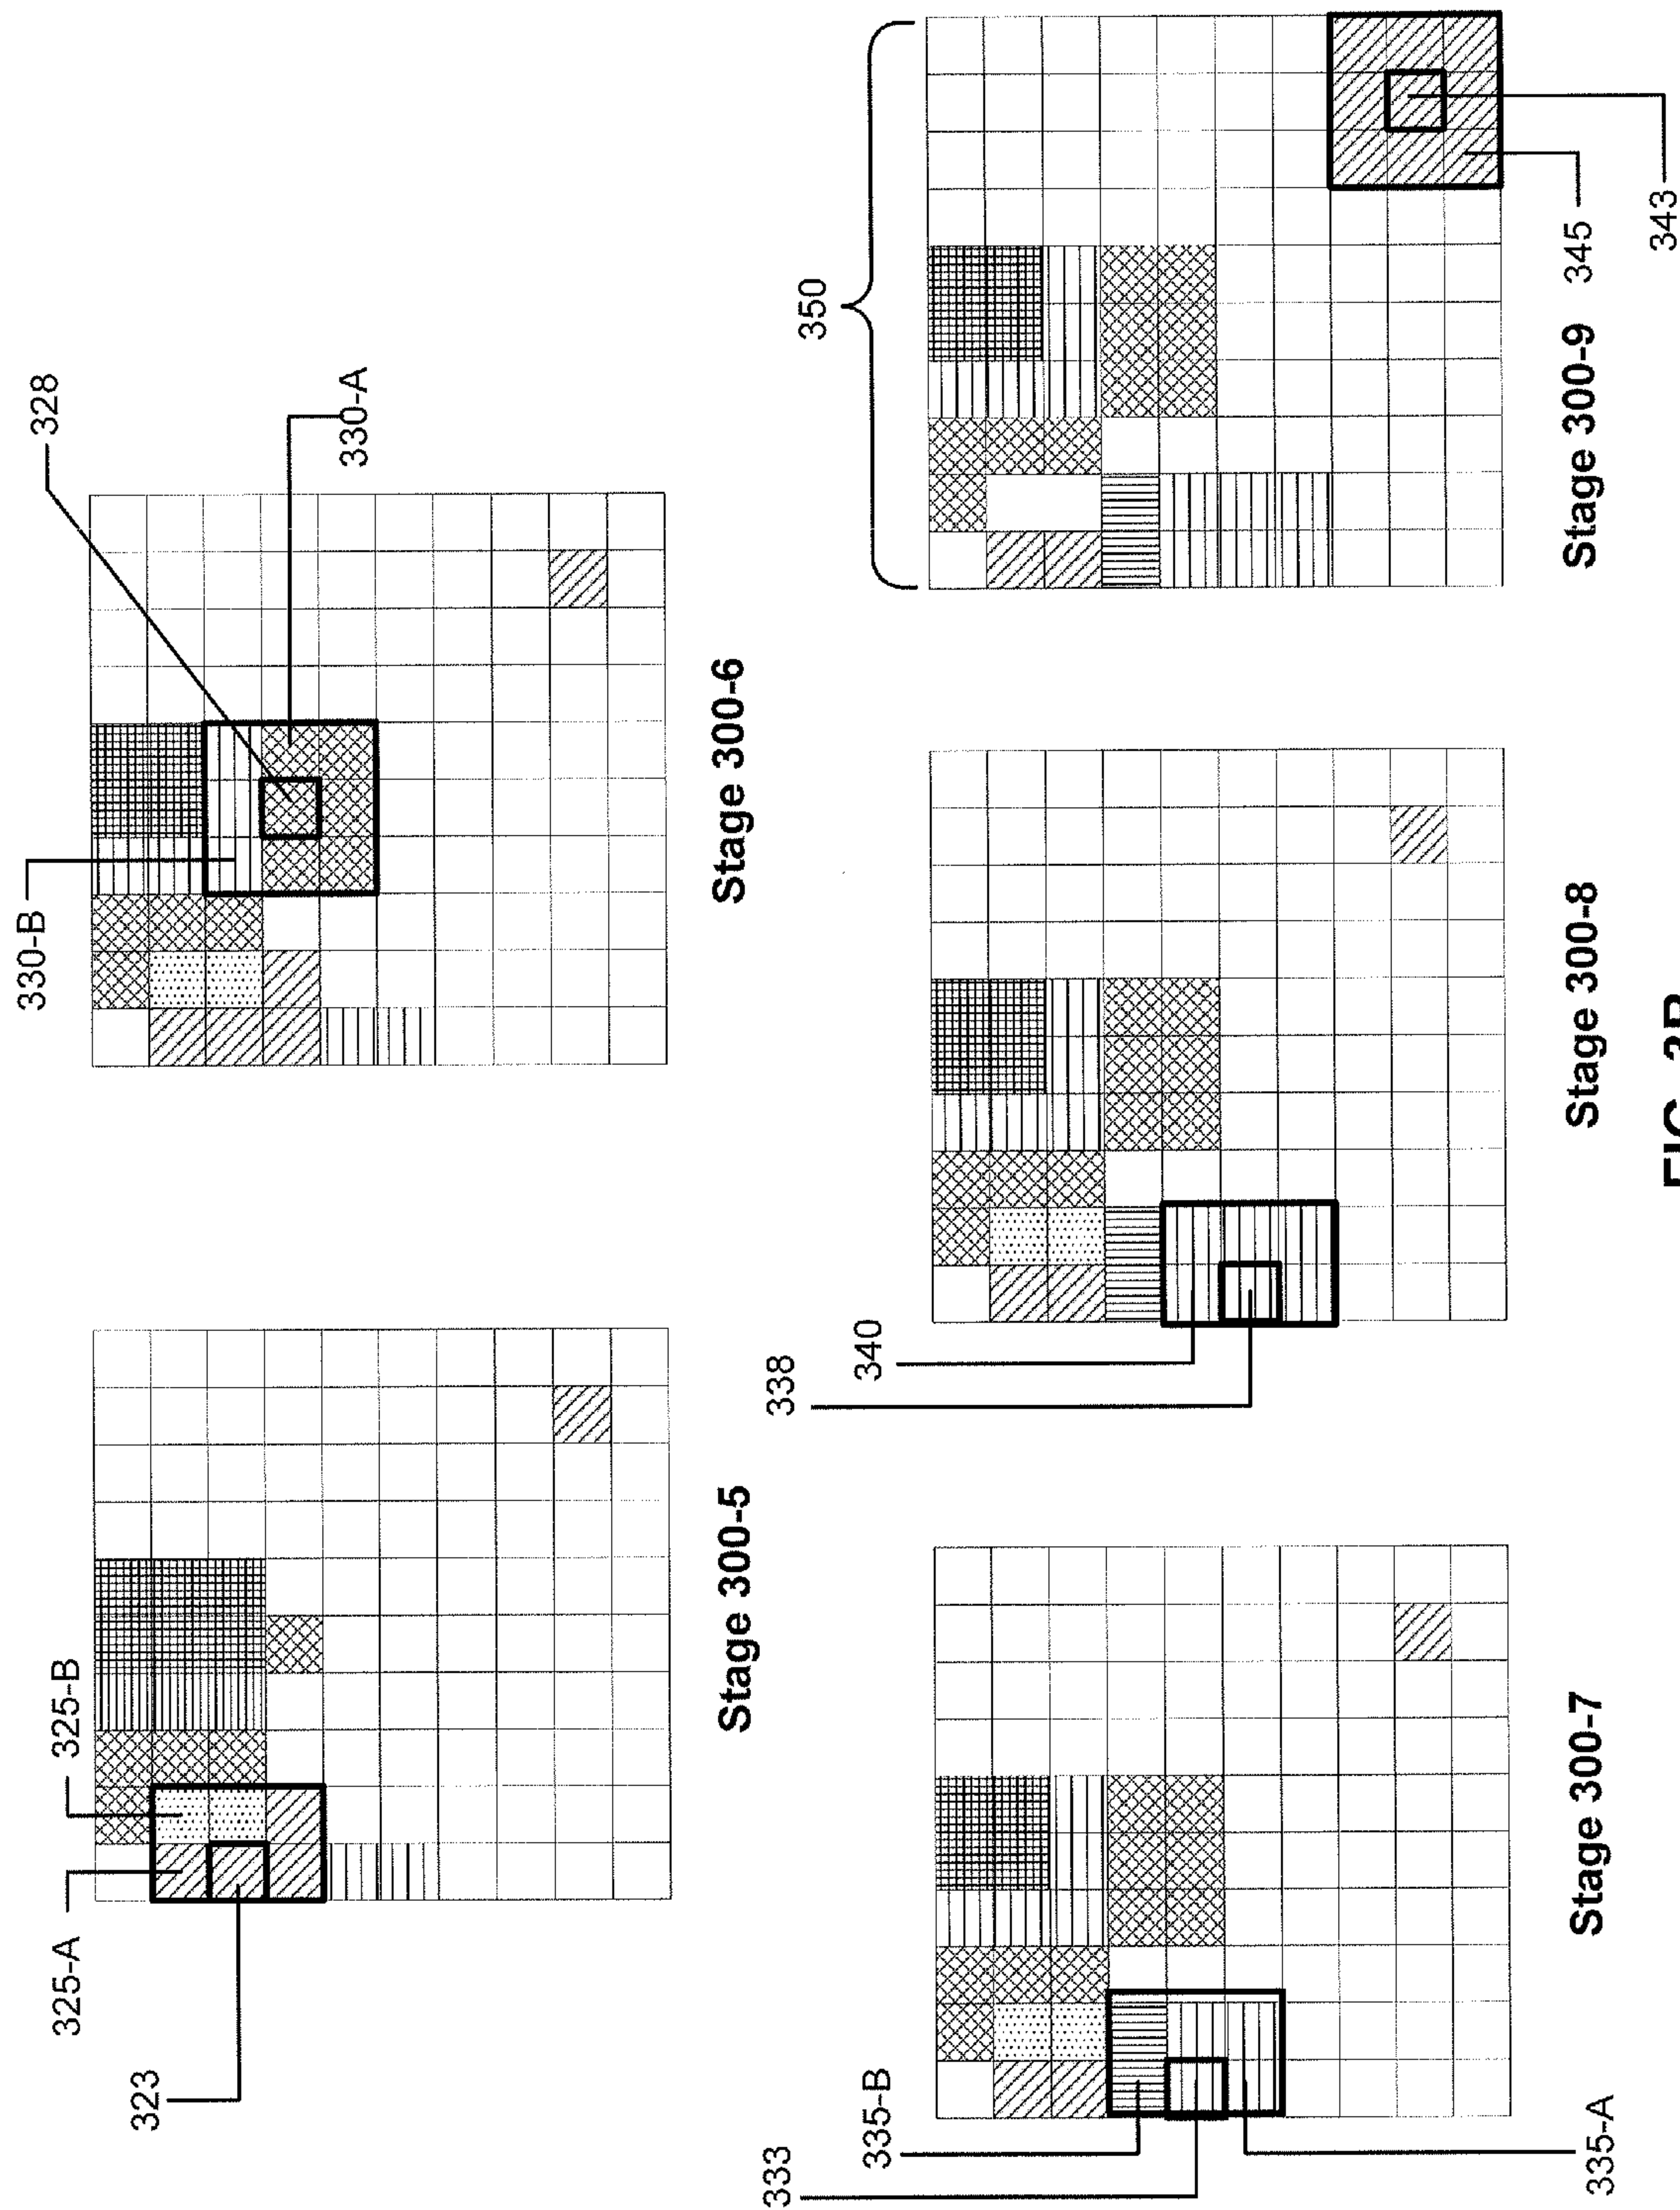 323
325-A
325-B
Stage 300-5
330-B
328
330-A
Stage 300-6
333
335-B
335-A
Stage 300-7
338
340
Stage 300-8
350
345
343
Stage 300-9